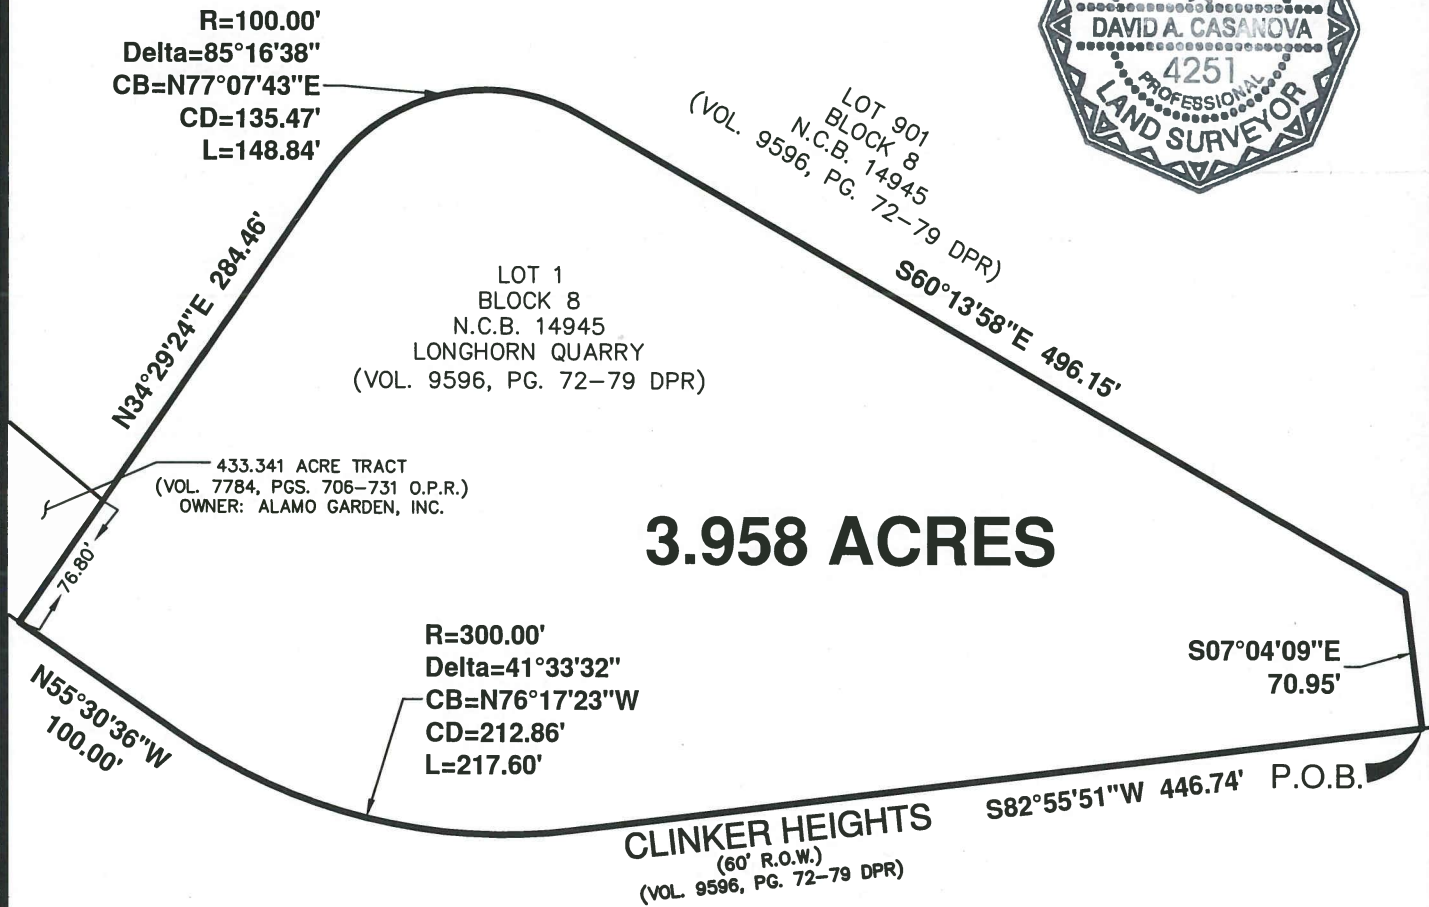 R=100.00'
Delta=85°16'38"
CB=N77°07'43"E
CD=135.47'
L=148.84'
DAVID A. CASANOVA
4251
PROFESSIONAL
LAND SURVEYOR
LOT 901
BLOCK 8
N.C.B. 14945
(VOL. 9596, PG. 72-79 DPR)
N34°29'24"E 284.46'
LOT 1
BLOCK 8
N.C.B. 14945
LONGHORN QUARRY
(VOL. 9596, PG. 72-79 DPR)
S60°13'58"E 496.15'
433.341 ACRE TRACT
(VOL. 7784, PGS. 706-731 O.P.R.)
OWNER: ALAMO GARDEN, INC.
76.80'
3.958 ACRES
R=300.00'
Delta=41°33'32"
CB=N76°17'23"W
CD=212.86'
L=217.60'
S07°04'09"E
70.95'
N55°30'36"W
100.00'
S82°55'51"W 446.74'
P.O.B.
CLINKER HEIGHTS
(60' R.O.W.)
(VOL. 9596, PG. 72-79 DPR)